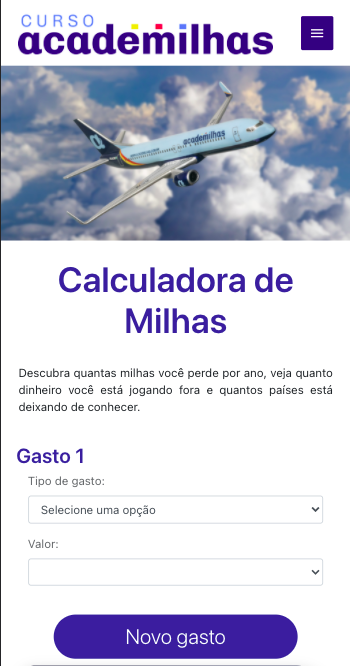 CURSO
academilhas
academilhas
Calculadora de
Milhas
Descubra quantas milhas você perde por ano, veja quanto
dinheiro você está jogando fora e quantos países está
deixando de conhecer.
Gasto 1
Tipo de gasto:
Selecione uma opção
Valor:
Novo gasto